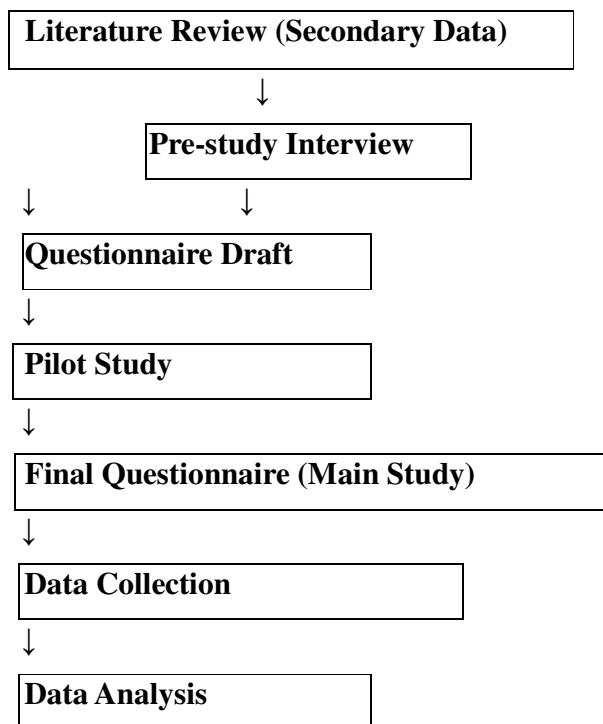 Literature Review (Secondary Data)
↓
Pre-study Interview
↓ ↓
Questionnaire Draft
↓
Pilot Study
↓
Final Questionnaire (Main Study)
↓
Data Collection
↓
Data Analysis